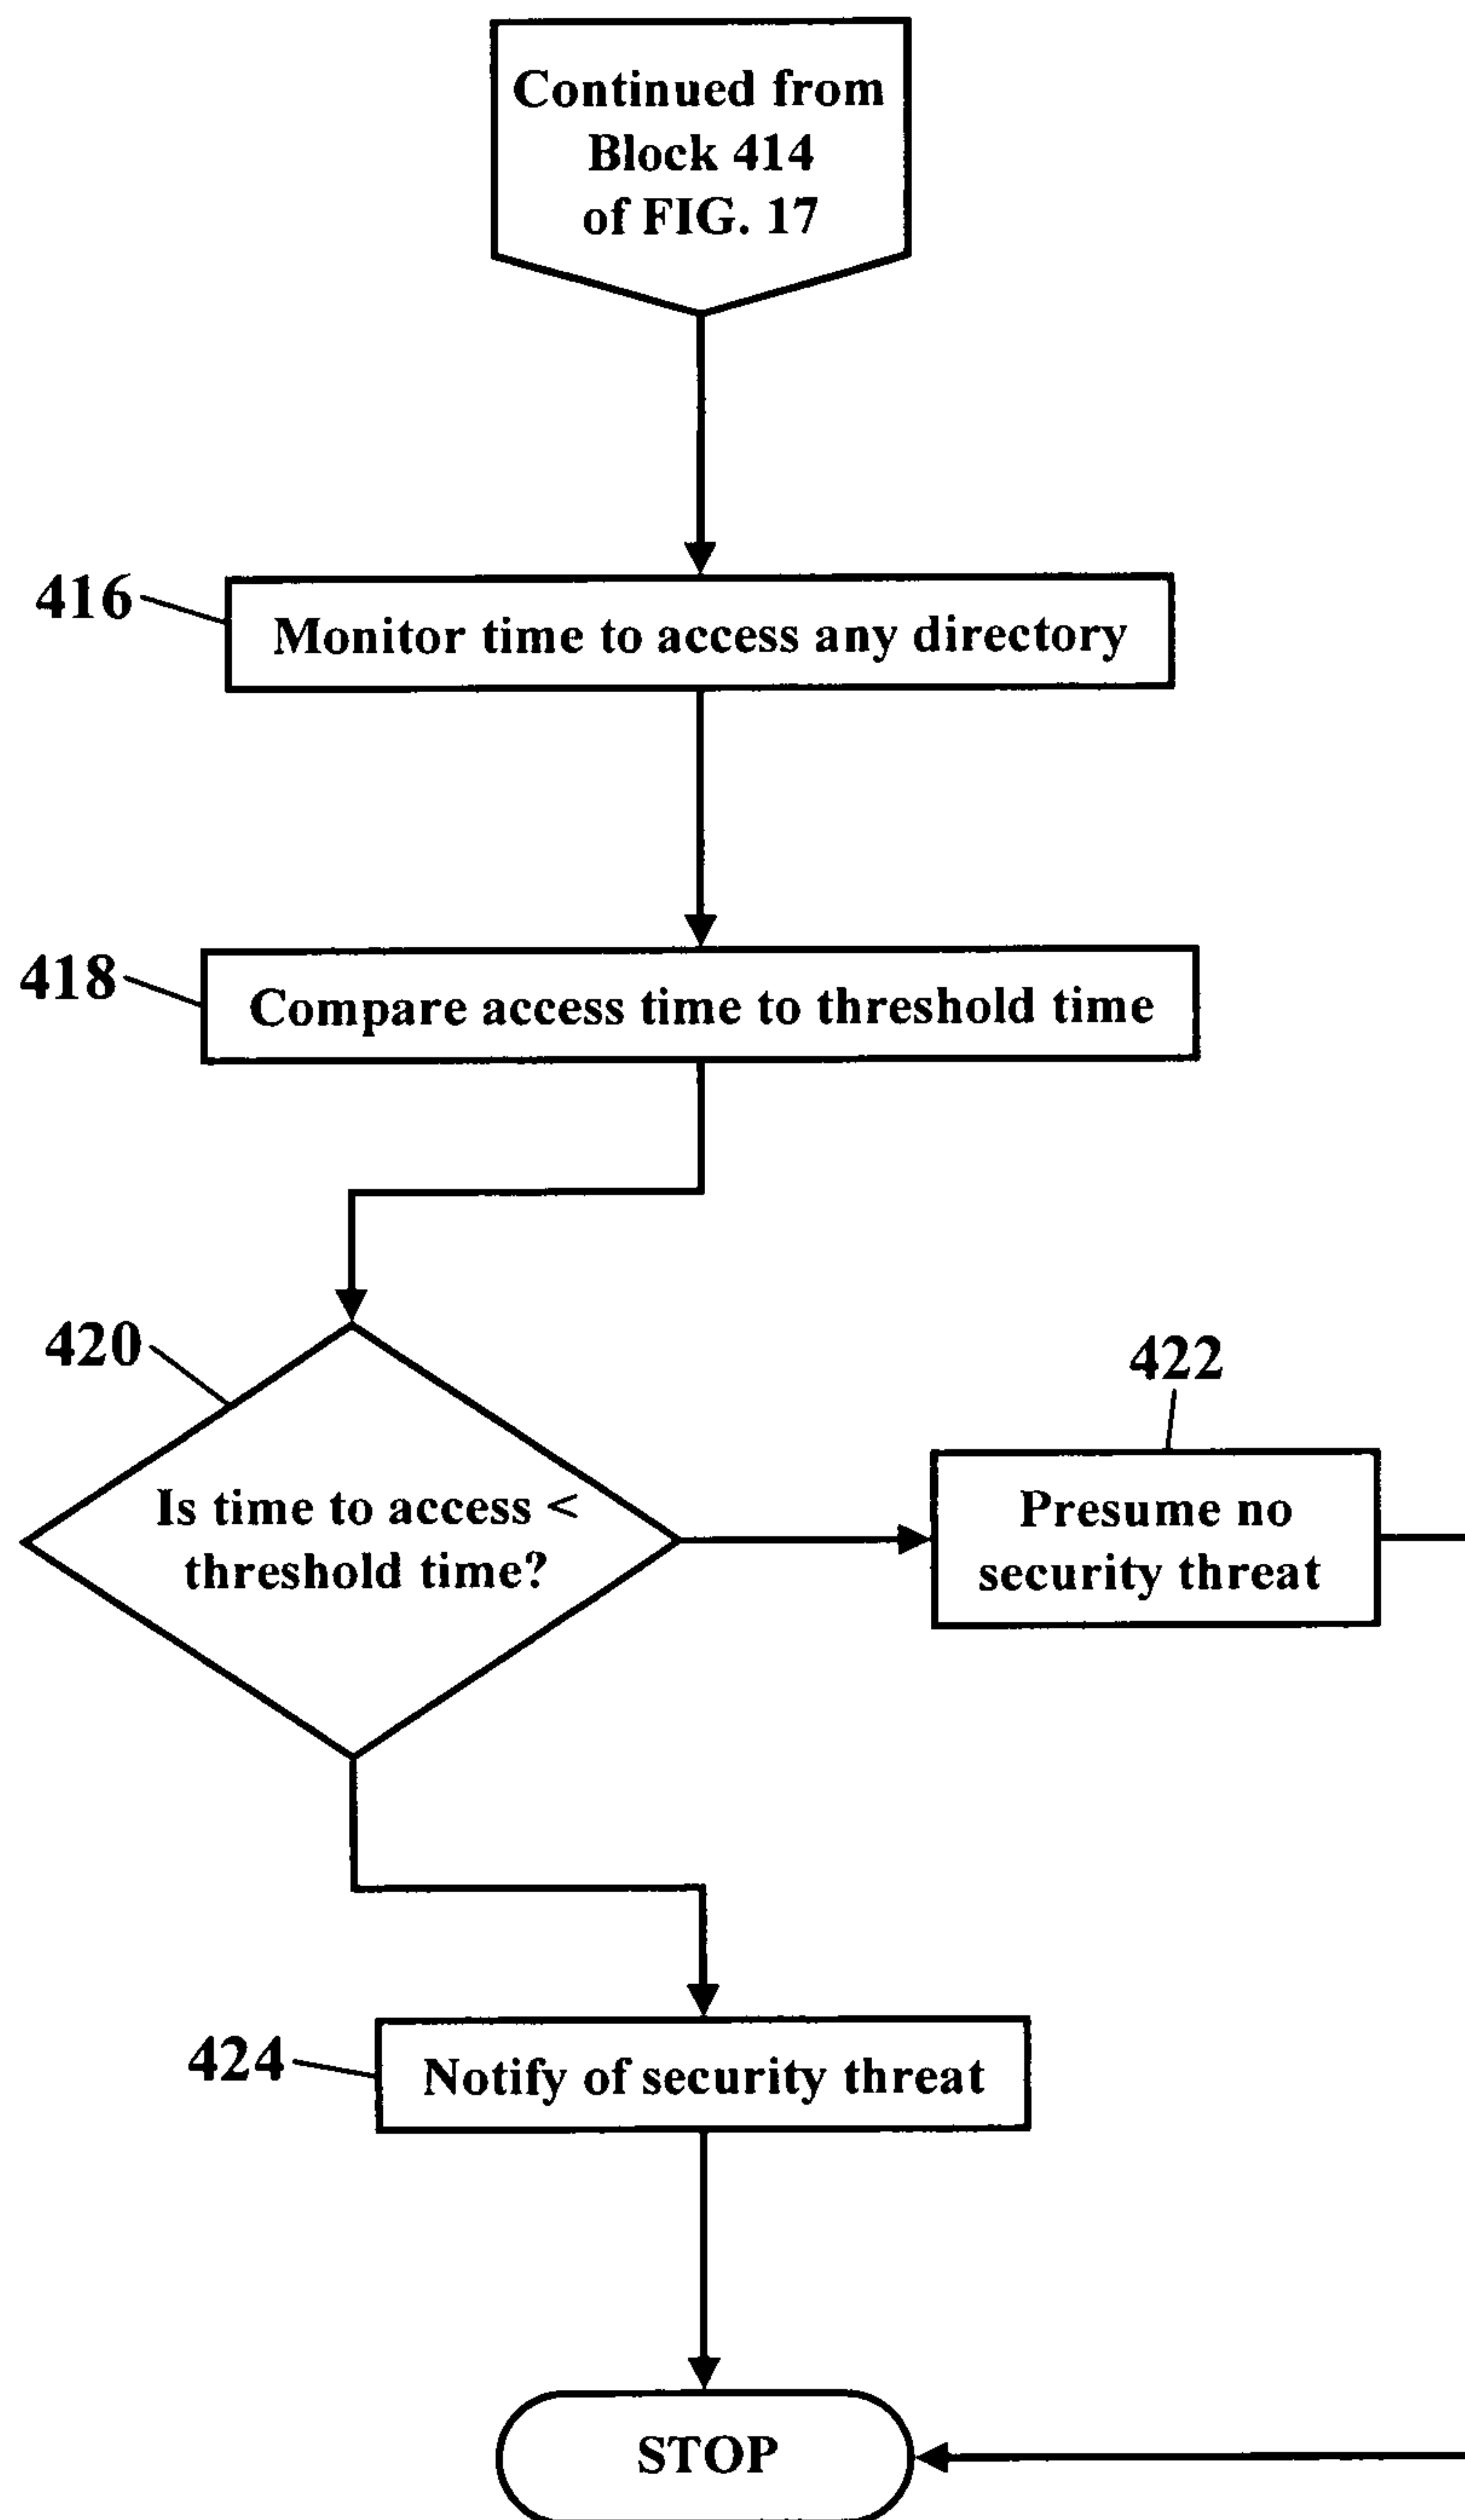 Continued from
Block 414
of FIG. 17
416
Monitor time to access any directory
418
Compare access time to threshold time
420
Is time to access <
threshold time?
422
Presume no
security threat
424
Notify of security threat
STOP